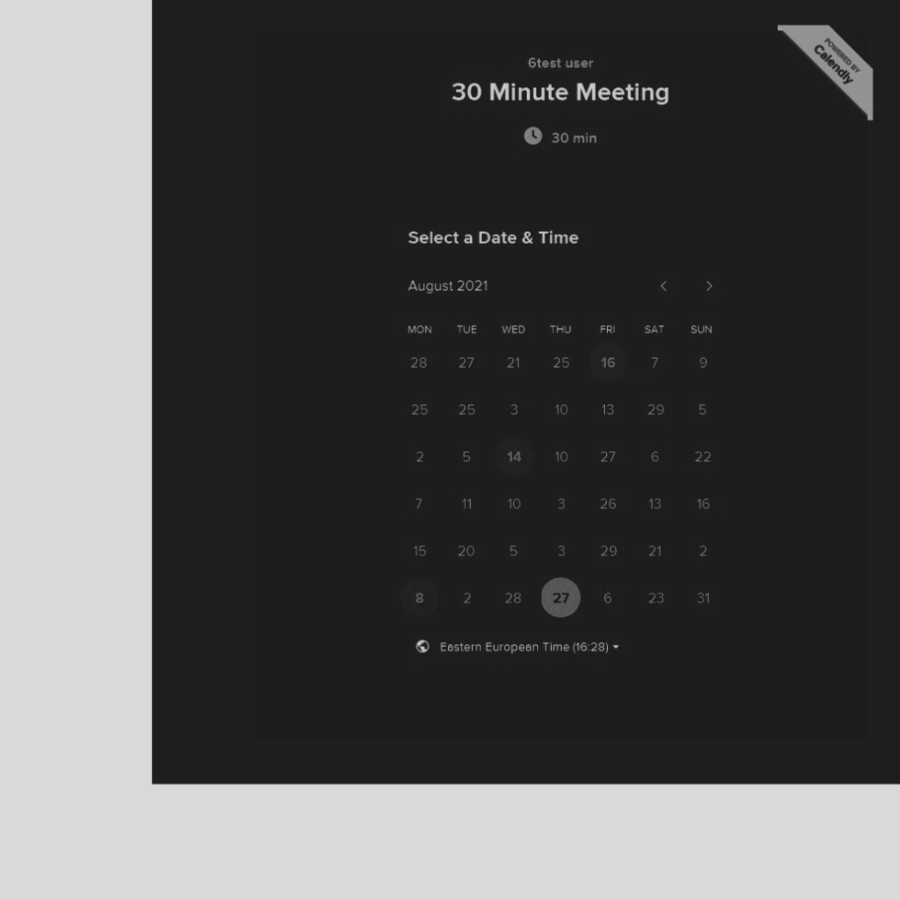 POWERED BY
Calendly
6test user
30 Minute Meeting
30 min
Select a Date & Time
August 2021
MON TUE WED THU FRI SAT SUN
28 27 21 25 16 7 9
25 25 3 10 13 29 5
2 5 14 10 27 6 22
7 11 10 3 26 13 16
15 20 5 3 29 21 2
8 2 28 27 6 23 31
Eastern European Time (16:28)